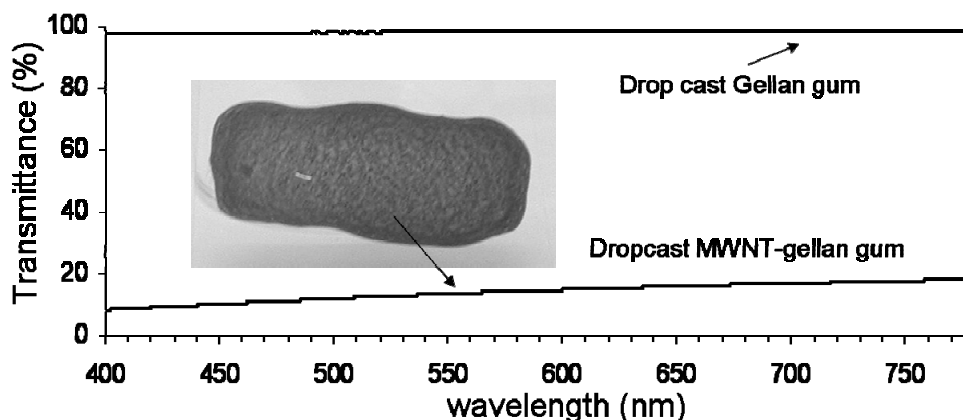 Transmittance (%)
100
80
60
40
20
0
Drop cast Gellan gum
Dropcast MWNT-gellan gum
400 450 500 550 600 650 700 750
wavelength (nm)